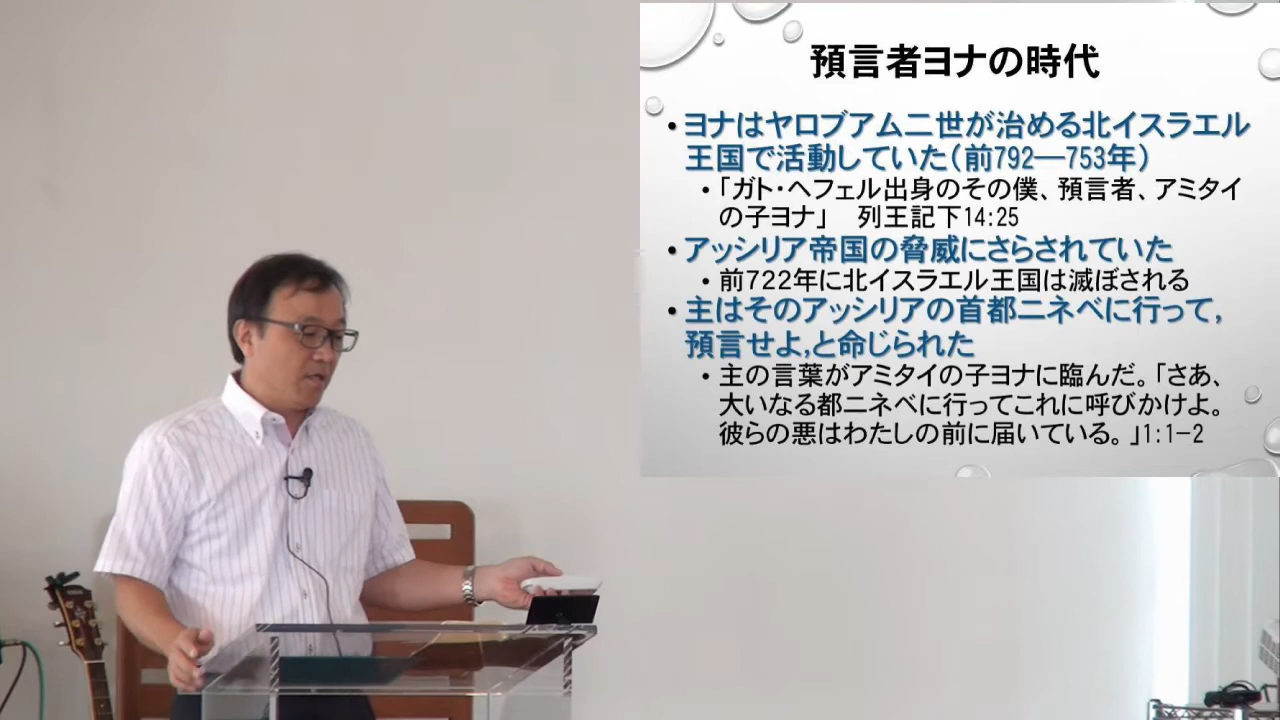 預言者ヨナの時代
・ヨナはヤロブアム二世が治める北イスラエル
王国で活動していた（前792―753年）
・「ガト・ヘフェル出身のその僕、預言者、アミタイ
の子ヨナ」　列王記下14:25
・アッシリア帝国の脅威にさらされていた
・前722年に北イスラエル王国は滅ぼされる
・主はそのアッシリアの首都ニネベに行って,
預言せよ,と命じられた
・主の言葉がアミタイの子ヨナに臨んだ。「さあ、
大いなる都ニネベに行ってこれに呼びかけよ。
彼らの悪はわたしの前に届いている。」1:1-2